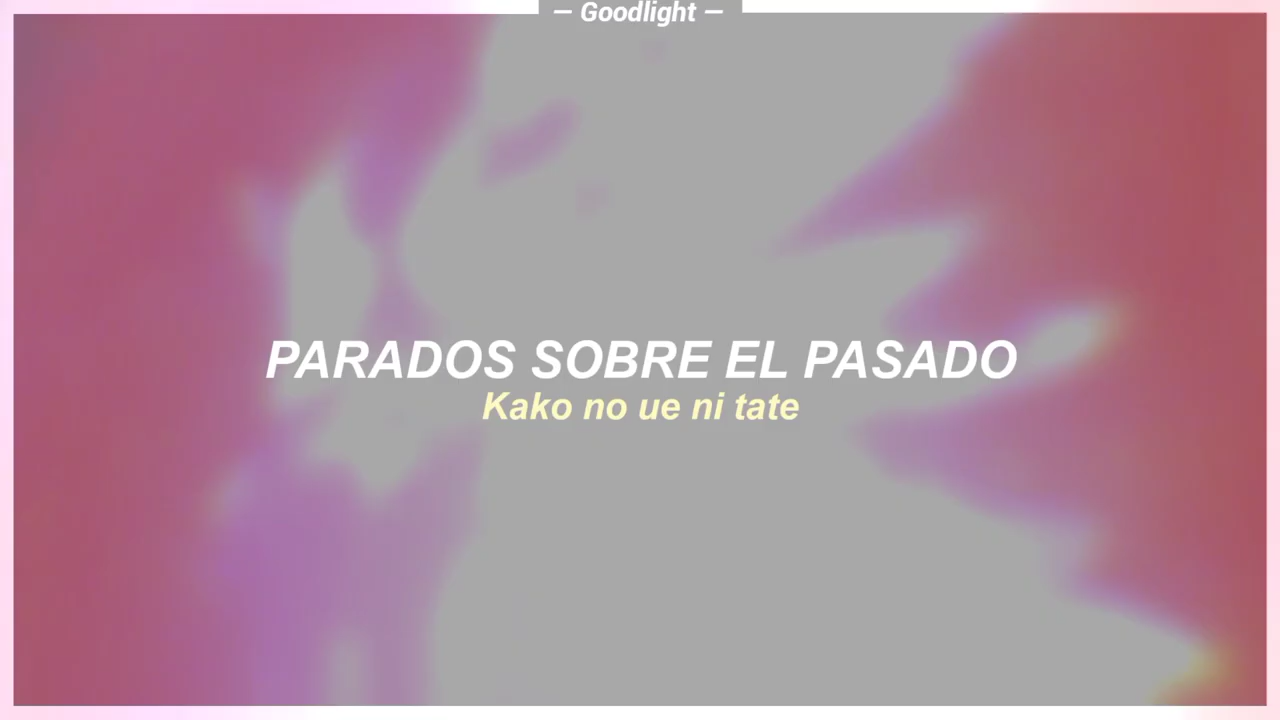 — Goodlight —
PARADOS SOBRE EL PASADO
Kako no ue ni tate